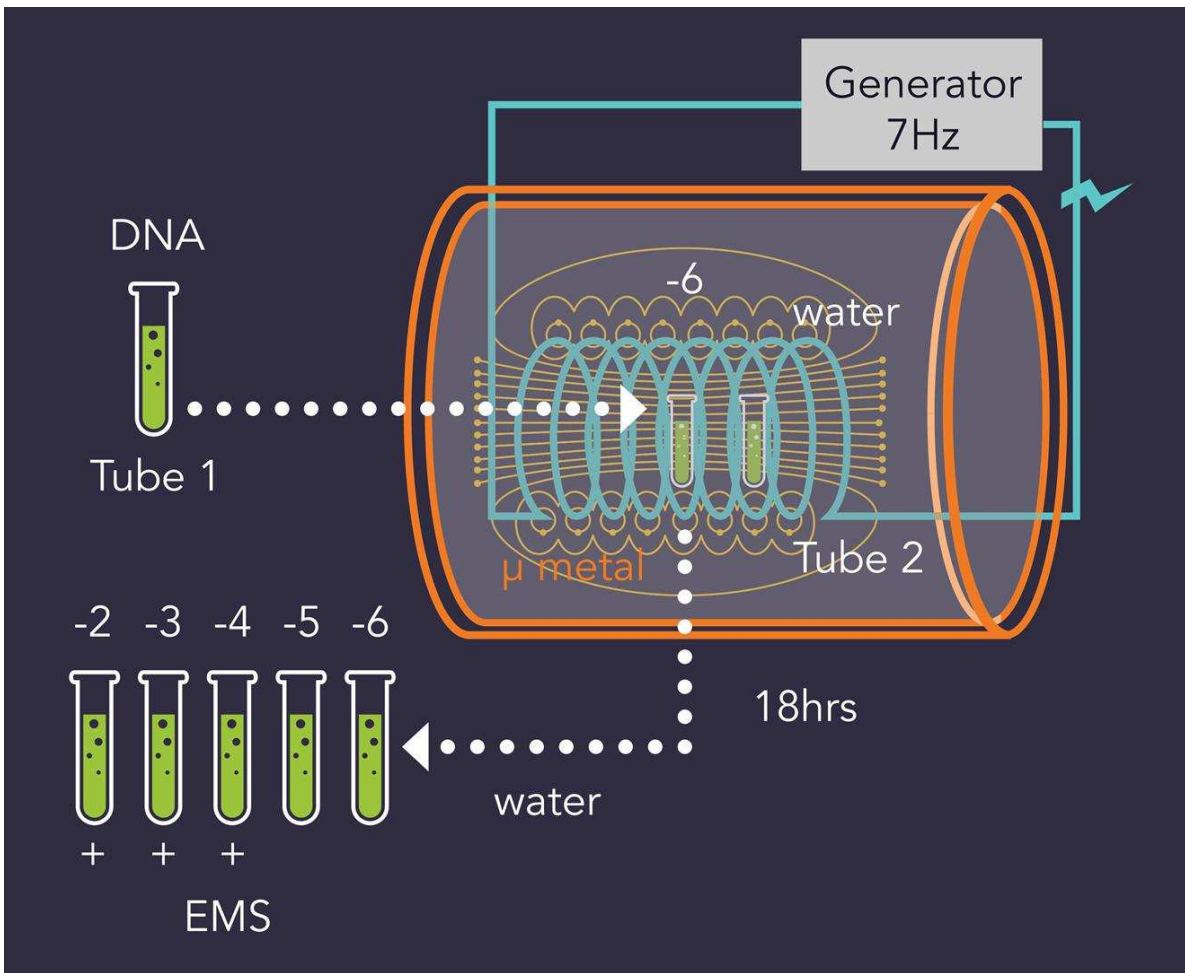 Generator
7Hz
DNA
Tube 1
-6
water
μ metal
Tube 2
18hrs
water
-2 -3 -4 -5 -6
+ + +
EMS